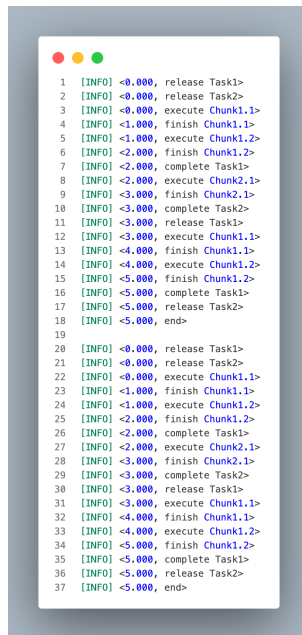 1 [INFO] <0.000, release Task1>
2 [INFO] <0.000, release Task2>
3 [INFO] <0.000, execute Chunk1.1>
4 [INFO] <1.000, finish Chunk1.1>
5 [INFO] <1.000, execute Chunk1.2>
6 [INFO] <2.000, finish Chunk1.2>
7 [INFO] <2.000, complete Task1>
8 [INFO] <2.000, execute Chunk2.1>
9 [INFO] <3.000, finish Chunk2.1>
10 [INFO] <3.000, complete Task2>
11 [INFO] <3.000, release Task1>
12 [INFO] <3.000, execute Chunk1.1>
13 [INFO] <4.000, finish Chunk1.1>
14 [INFO] <4.000, execute Chunk1.2>
15 [INFO] <5.000, finish Chunk1.2>
16 [INFO] <5.000, complete Task1>
17 [INFO] <5.000, release Task2>
18 [INFO] <5.000, end>
19
20 [INFO] <0.000, release Task1>
21 [INFO] <0.000, release Task2>
22 [INFO] <0.000, execute Chunk1.1>
23 [INFO] <1.000, finish Chunk1.1>
24 [INFO] <1.000, execute Chunk1.2>
25 [INFO] <2.000, finish Chunk1.2>
26 [INFO] <2.000, complete Task1>
27 [INFO] <2.000, execute Chunk2.1>
28 [INFO] <3.000, finish Chunk2.1>
29 [INFO] <3.000, complete Task2>
30 [INFO] <3.000, release Task1>
31 [INFO] <3.000, execute Chunk1.1>
32 [INFO] <4.000, finish Chunk1.1>
33 [INFO] <4.000, execute Chunk1.2>
34 [INFO] <5.000, finish Chunk1.2>
35 [INFO] <5.000, complete Task1>
36 [INFO] <5.000, release Task2>
37 [INFO] <5.000, end>